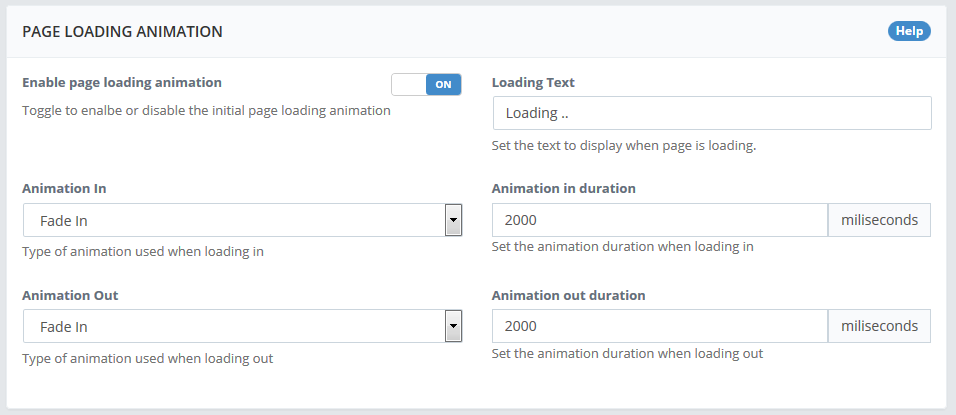 PAGE LOADING ANIMATION
Help
Enable page loading animation
ON
Toggle to enalbe or disable the initial page loading animation
Loading Text
Loading ..
Set the text to display when page is loading.
Animation In
Fade In
Type of animation used when loading in
Animation in duration
2000
miliseconds
Set the animation duration when loading in
Animation Out
Fade In
Type of animation used when loading out
Animation out duration
2000
miliseconds
Set the animation duration when loading out